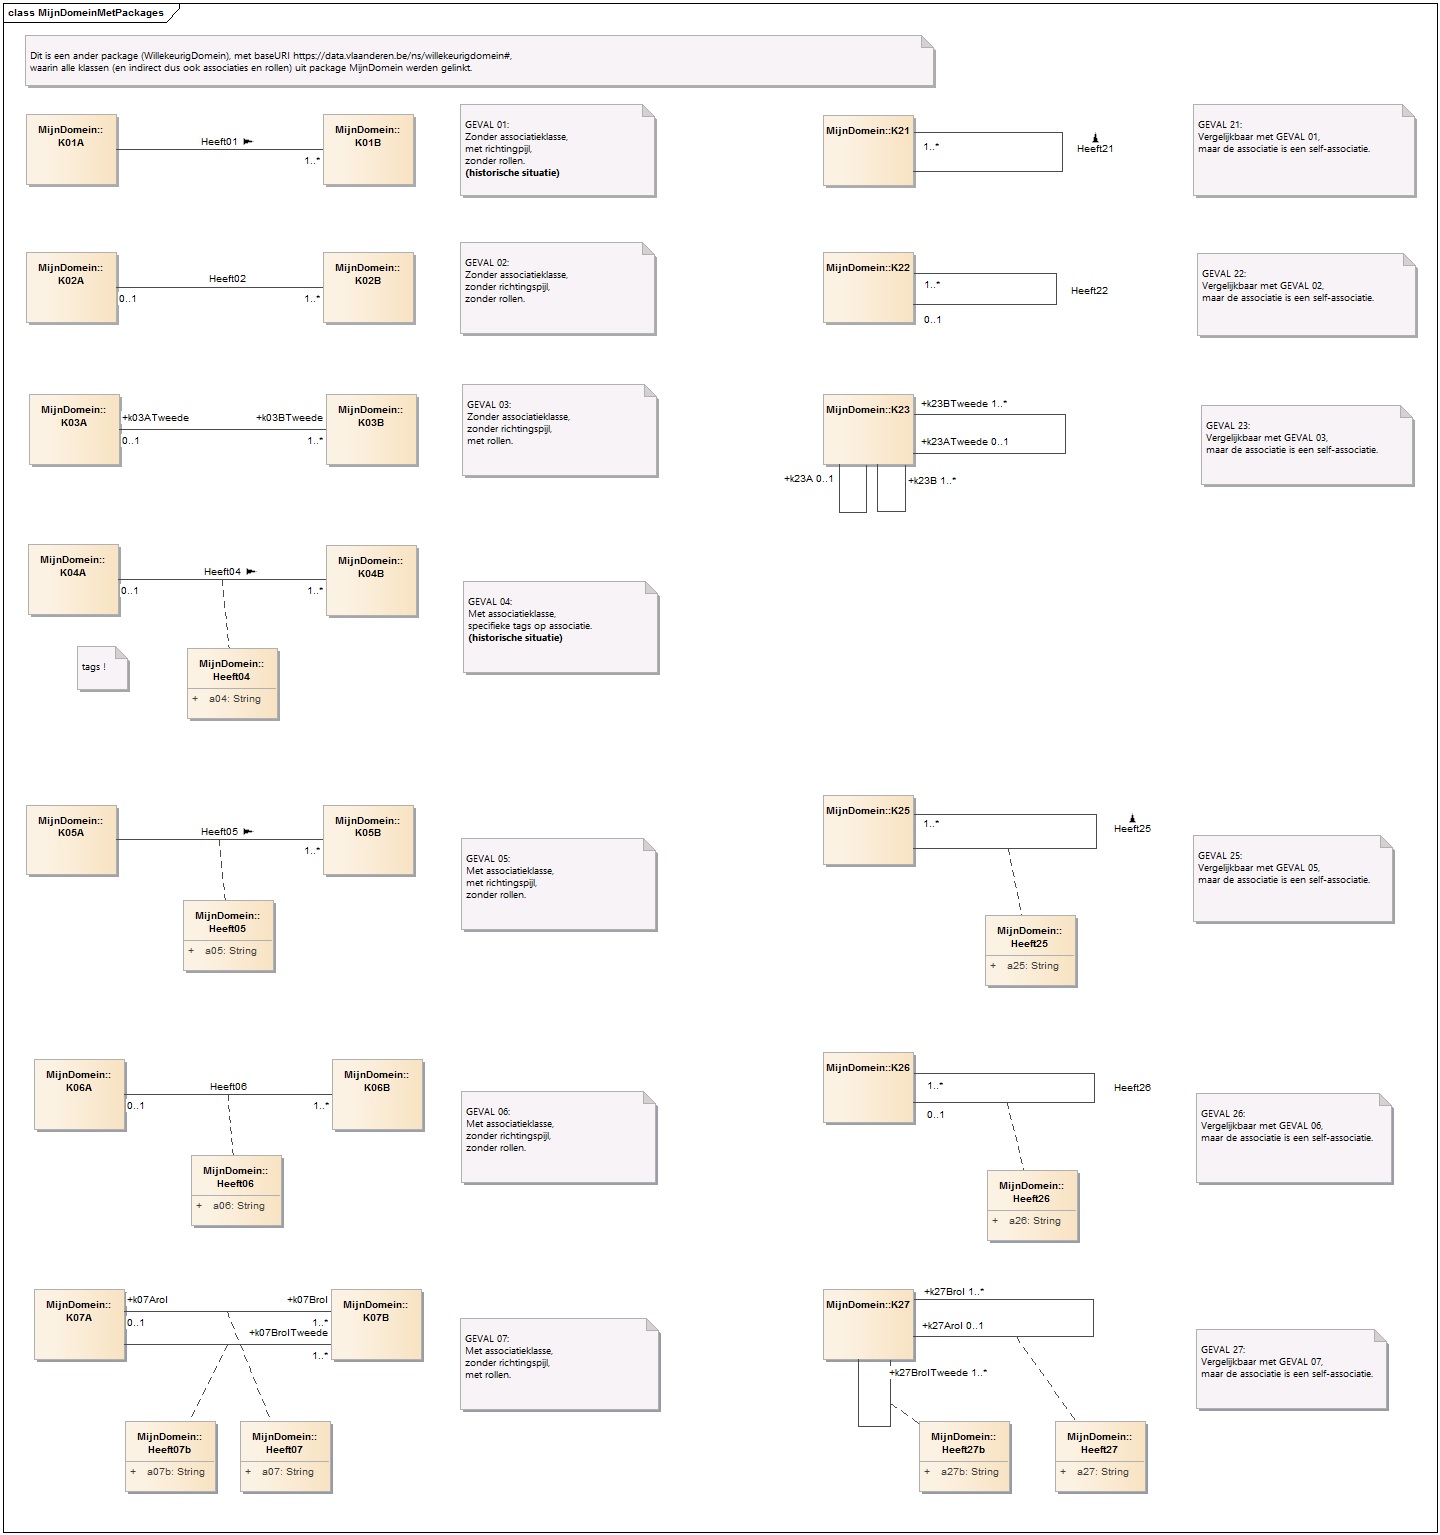 class MijnDomeinMetPackages
Dit is een ander package (WillekeurigDomein), met baseURI https://data.vlaanderen.be/ns/willekeurigdomein#,
waarin alle klassen (en indirect dus ook associaties en rollen) uit package MijnDomein werden gelinkt.
MijnDomein::
K01A
Heeft01
1..*
MijnDomein::
K01B
GEVAL 01:
Zonder associatieklasse,
met richtingpijl,
zonder rollen.
(historische situatie)
MijnDomein::K21
1..*
Heeft21
GEVAL 21:
Vergelijkbaar met GEVAL 01,
maar de associatie is een self-associatie.
MijnDomein::
K02A
Heeft02
0..1
1..*
MijnDomein::
K02B
GEVAL 02:
Zonder associatieklasse,
zonder richtingspijl,
zonder rollen.
MijnDomein::K22
1..*
0..1
Heeft22
GEVAL 22:
Vergelijkbaar met GEVAL 02,
maar de associatie is een self-associatie.
MijnDomein::
K03A
+k03ATweede
+k03BTweede
0..1
1..*
MijnDomein::
K03B
GEVAL 03:
Zonder associatieklasse,
zonder richtingspijl,
met rollen.
MijnDomein::K23
+k23BTweede 1..*
+k23ATweede 0..1
+k23A 0..1
+k23B 1..*
GEVAL 23:
Vergelijkbaar met GEVAL 03,
maar de associatie is een self-associatie.
MijnDomein::
K04A
Heeft04
0..1
1..*
MijnDomein::
K04B
GEVAL 04:
Met associatieklasse,
specifieke tags op associatie.
(historische situatie)
tags !
MijnDomein::
Heeft04
+ a04: String
MijnDomein::
K05A
Heeft05
1..*
MijnDomein::
K05B
GEVAL 05:
Met associatieklasse,
met richtingspijl,
zonder rollen.
MijnDomein::
Heeft05
+ a05: String
MijnDomein::K25
1..*
Heeft25
GEVAL 25:
Vergelijkbaar met GEVAL 05,
maar de associatie is een self-associatie.
MijnDomein::
Heeft25
+ a25: String
MijnDomein::
K06A
Heeft06
0..1
1..*
MijnDomein::
K06B
GEVAL 06:
Met associatieklasse,
zonder richtingspijl,
zonder rollen.
MijnDomein::
Heeft06
+ a06: String
MijnDomein::K26
1..*
0..1
Heeft26
GEVAL 26:
Vergelijkbaar met GEVAL 06,
maar de associatie is een self-associatie.
MijnDomein::
Heeft26
+ a26: String
MijnDomein::
K07A
+k07Arol
+k07Brol
0..1
1..*
+k07BrolTweede
1..*
MijnDomein::
K07B
GEVAL 07:
Met associatieklasse,
zonder richtingspijl,
met rollen.
MijnDomein::
Heeft07b
+ a07b: String
MijnDomein::
Heeft07
+ a07: String
MijnDomein::K27
+k27Brol 1..*
+k27Arol 0..1
+k27BrolTweede 1..*
GEVAL 27:
Vergelijkbaar met GEVAL 07,
maar de associatie is een self-associatie.
MijnDomein::
Heeft27b
+ a27b: String
MijnDomein::
Heeft27
+ a27: String